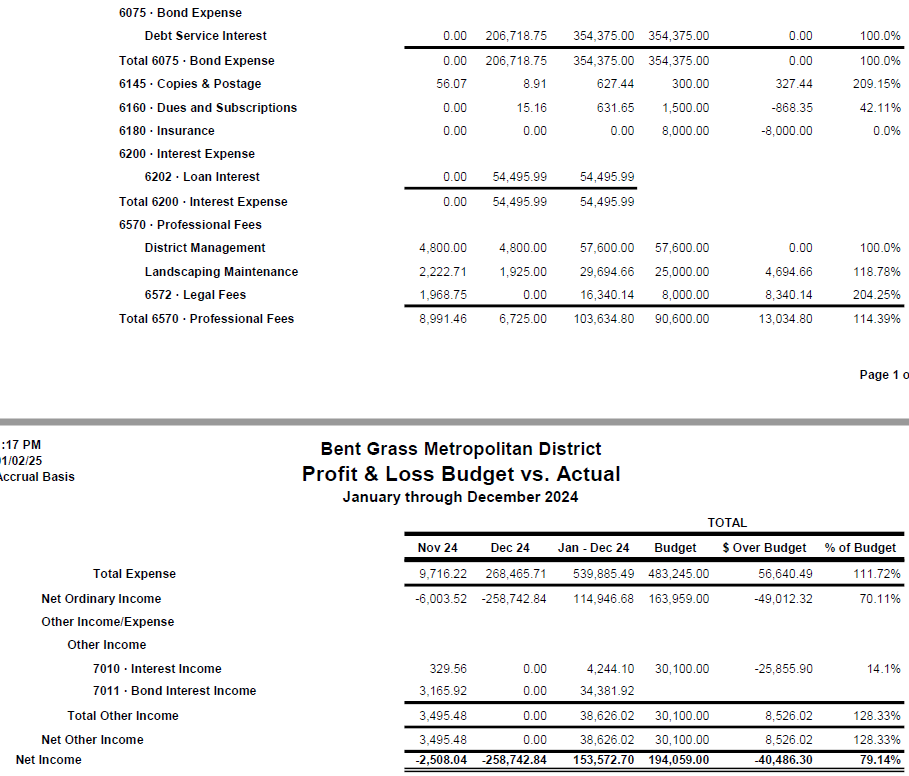 6075 · Bond Expense
Debt Service Interest 0.00 206,718.75 354,375.00 354,375.00 0.00 100.0%
Total 6075 · Bond Expense 0.00 206,718.75 354,375.00 354,375.00 0.00 100.0%
6145 · Copies & Postage 56.07 8.91 627.44 300.00 327.44 209.15%
6160 · Dues and Subscriptions 0.00 15.16 631.65 1,500.00 -868.35 42.11%
6180 · Insurance 0.00 0.00 0.00 8,000.00 -8,000.00 0.0%
6200 · Interest Expense
6202 · Loan Interest 0.00 54,495.99 54,495.99
Total 6200 · Interest Expense 0.00 54,495.99 54,495.99
6570 · Professional Fees
District Management 4,800.00 4,800.00 57,600.00 57,600.00 0.00 100.0%
Landscaping Maintenance 2,222.71 1,925.00 29,694.66 25,000.00 4,694.66 118.78%
6572 · Legal Fees 1,968.75 0.00 16,340.14 8,000.00 8,340.14 204.25%
Total 6570 · Professional Fees 8,991.46 6,725.00 103,634.80 90,600.00 13,034.80 114.39%
Page 1 o
:17 PM
01/02/25
Accrual Basis
Bent Grass Metropolitan District
Profit & Loss Budget vs. Actual
January through December 2024
TOTAL
Nov 24 Dec 24 Jan - Dec 24 Budget $ Over Budget % of Budget
Total Expense 9,716.22 268,465.71 539,885.49 483,245.00 56,640.49 111.72%
Net Ordinary Income -6,003.52 -258,742.84 114,946.68 163,959.00 -49,012.32 70.11%
Other Income/Expense
Other Income
7010 · Interest Income 329.56 0.00 4,244.10 30,100.00 -25,855.90 14.1%
7011 · Bond Interest Income 3,165.92 0.00 34,381.92
Total Other Income 3,495.48 0.00 38,626.02 30,100.00 8,526.02 128.33%
Net Other Income 3,495.48 0.00 38,626.02 30,100.00 8,526.02 128.33%
Net Income -2,508.04 -258,742.84 153,572.70 194,059.00 -40,486.30 79.14%